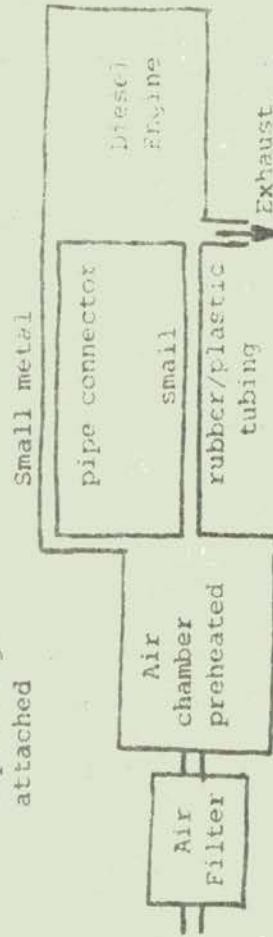 attached
Small metal
pipe connector
small
Diesel
Engine
Air
Filter
Air
chamber
preheated
rubber/plastic
tubing
Exhaust